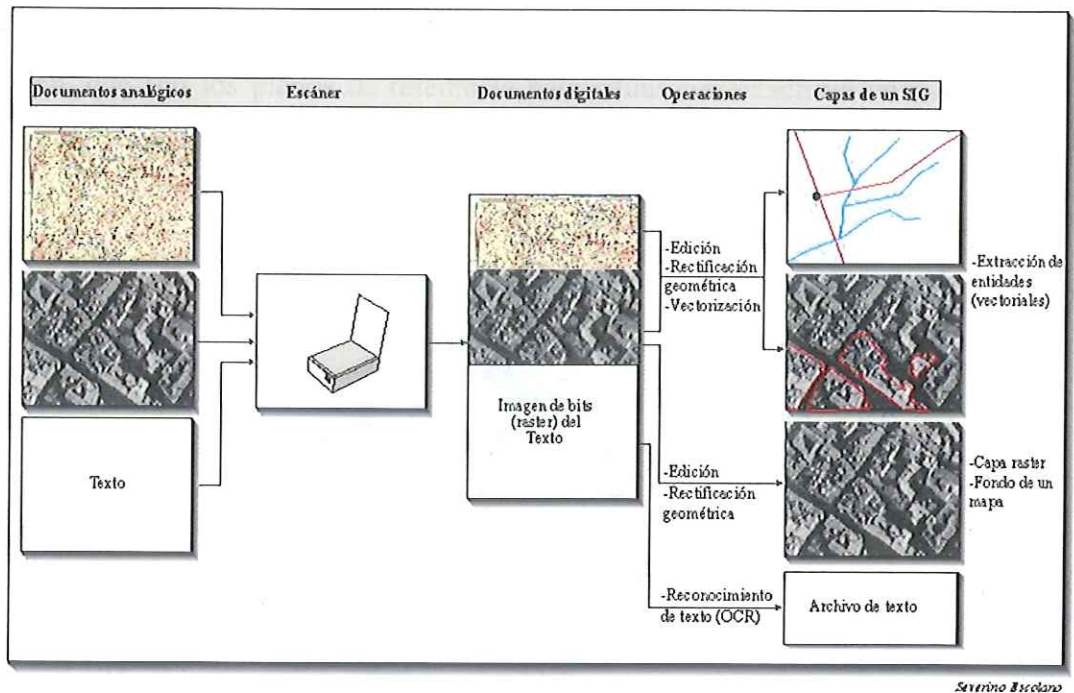 Documentos analógicos
Escáner
Documentos digitales
Operaciones
Capas de un SIG
Texto
Imagen de bits
(raster) del
Texto
-Edición
-Rectificación
geométrica
-Vectorización
-Extracción de
entidades
(vectoriales)
-Edición
-Rectificación
geométrica
-Capa raster
-Fondo de un
mapa
-Reconocimiento
de texto (OCR)
Archivo de texto
Severino Escolano